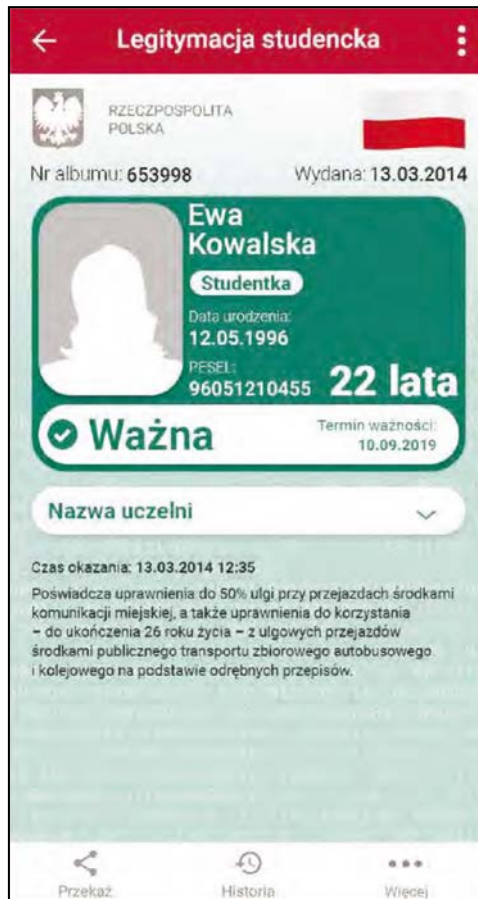 Legitymacja studencka
RZECZPOSPOLITA
POLSKA
Nr albumu: 653998 Wydana: 13.03.2014
Ewa
Kowalska
Studentka
Data urodzenia:
12.05.1996
PESEL:
96051210455 22 lata
Ważna
Termin ważności:
10.09.2019
Nazwa uczelni
Czas okazania: 13.03.2014 12:35
Poświadcza uprawnienia do 50% ulgi przy przejazdach środkami
komunikacji miejskiej, a także uprawnienia do korzystania
– do ukończenia 26 roku życia – z ulgowych przejazdów
środkami publicznego transportu zbiorowego autobusowego
i kolejowego na podstawie odrębnych przepisów.
Przekaż Historia Więcej